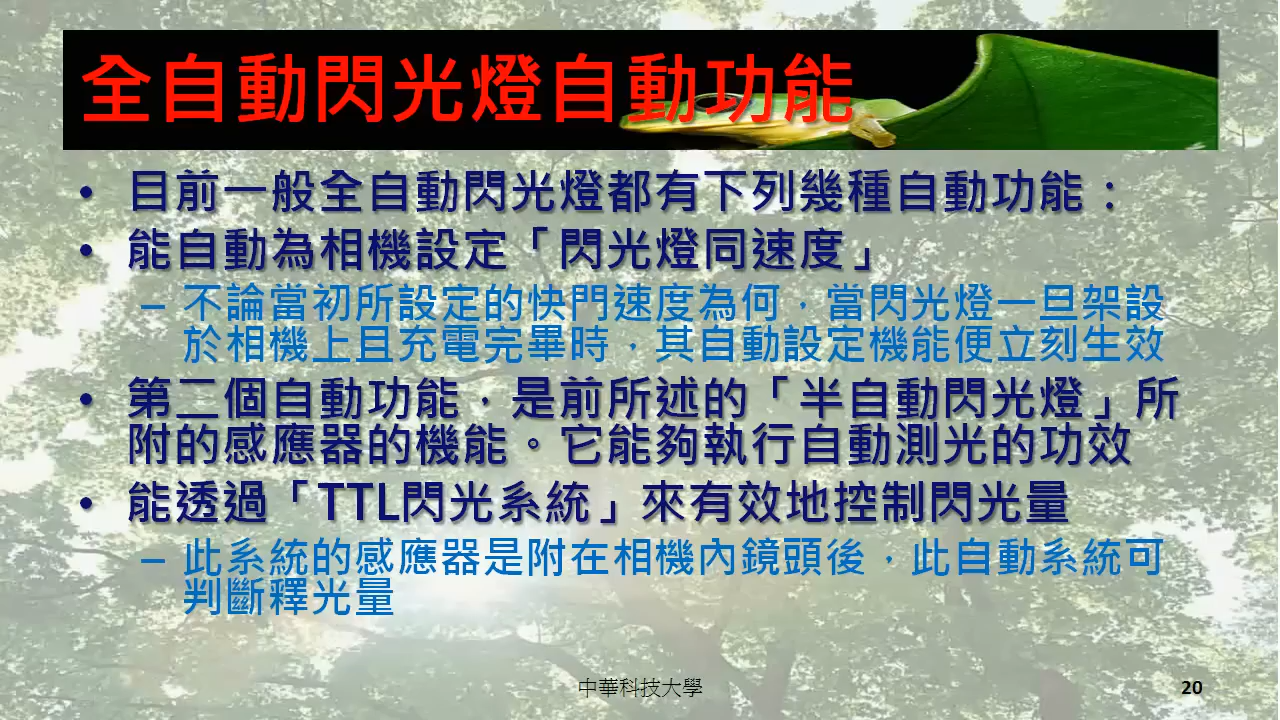 全自動閃光燈自動功能
• 目前一般全自動閃光燈都有下列幾種自動功能：
• 能自動為相機設定「閃光燈同速度」
– 不論當初所設定的快門速度為何，當閃光燈一旦架設
於相機上且充電完畢時，其自動設定機能便立刻生效
• 第二個自動功能，是前所述的「半自動閃光燈」所
附的感應器的機能。它能夠執行自動測光的功效
• 能透過「TTL閃光系統」來有效地控制閃光量
– 此系統的感應器是附在相機內鏡頭後，此自動系統可
判斷釋光量
中華科技大學
20